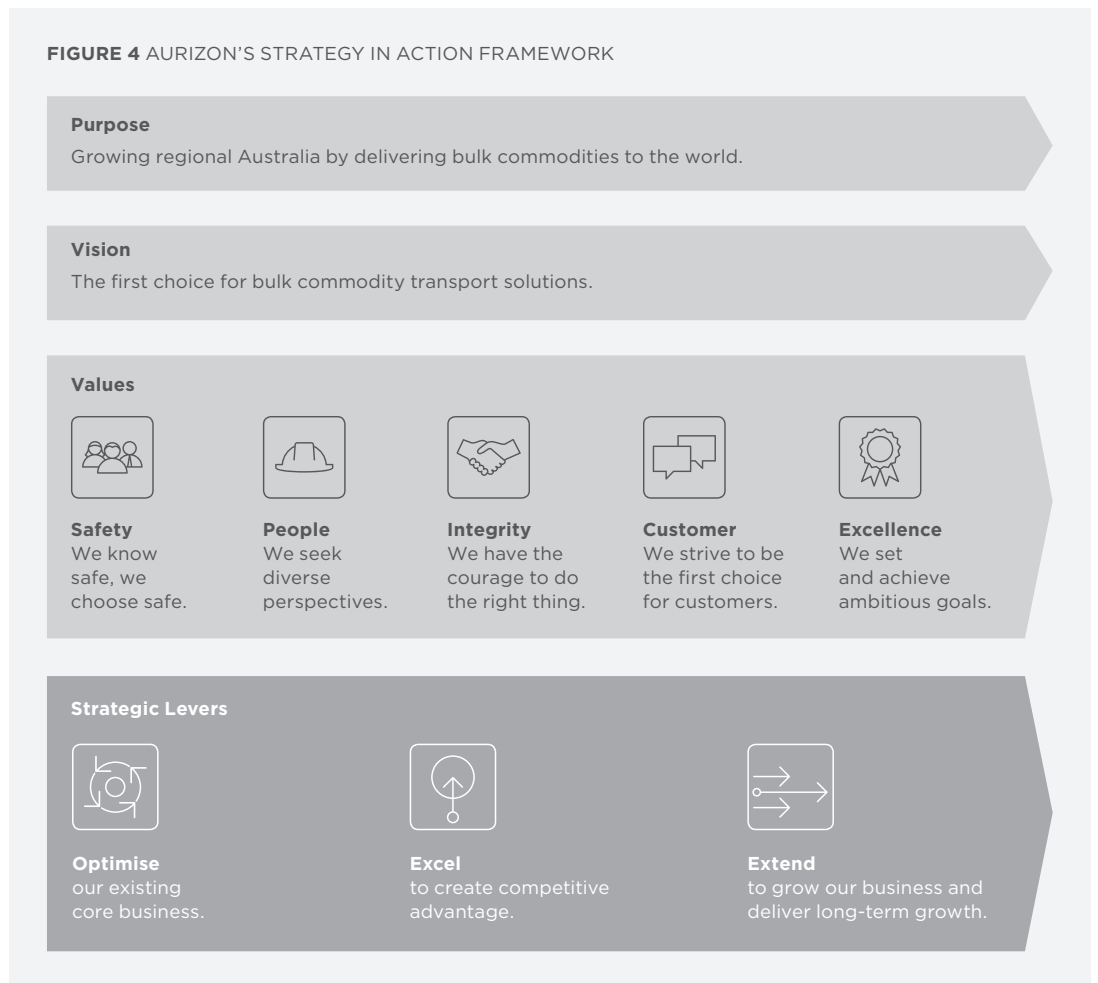 FIGURE 4 AURIZON’S STRATEGY IN ACTION FRAMEWORK
Purpose
Growing regional Australia by delivering bulk commodities to the world.
Vision
The first choice for bulk commodity transport solutions.
Values
Safety
We know
safe, we
choose safe.
People
We seek
diverse
perspectives.
Integrity
We have the
courage to do
the right thing.
Customer
We strive to be
the first choice
for customers.
Excellence
We set
and achieve
ambitious goals.
Strategic Levers
Optimise
our existing
core business.
Excel
to create competitive
advantage.
Extend
to grow our business and
deliver long-term growth.